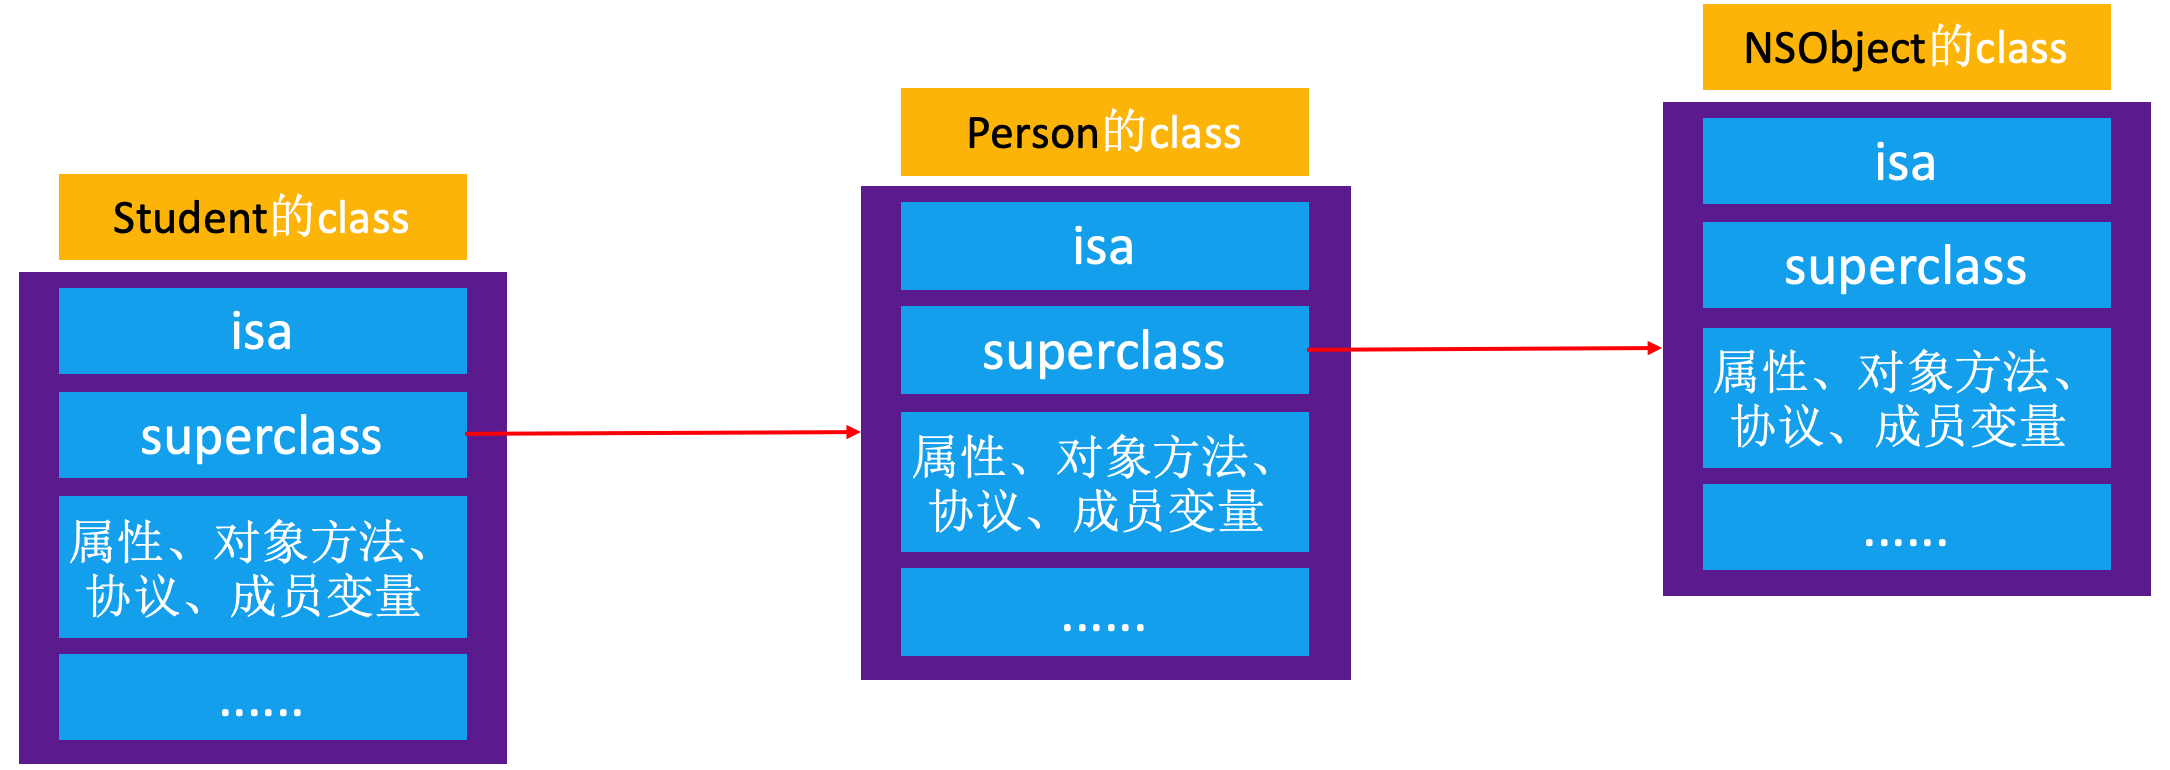 Student的class
isa
superclass
属性、对象方法、
协议、成员变量
......
Person的class
isa
superclass
属性、对象方法、
协议、成员变量
......
NSObject的class
isa
superclass
属性、对象方法、
协议、成员变量
......